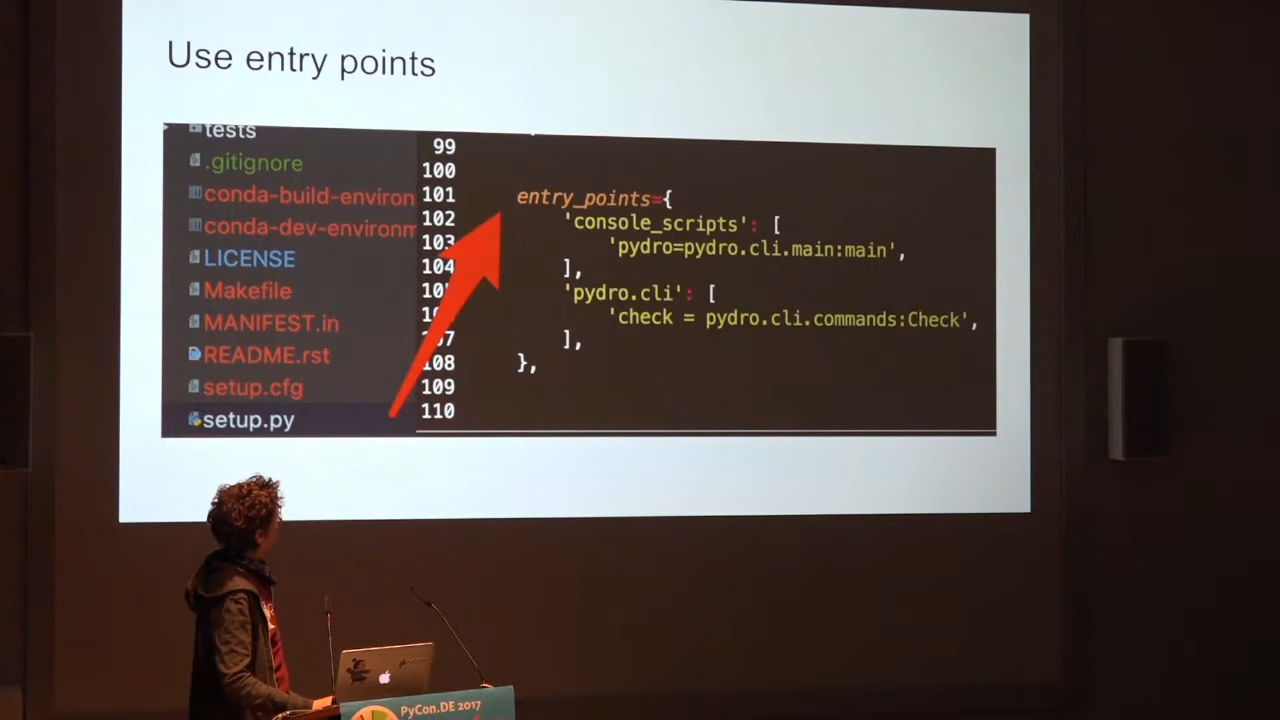 Use entry points
tests
.gitignore
conda-build-environ
conda-dev-environm
LICENSE
Makefile
MANIFEST.in
README.rst
setup.cfg
setup.py
99
100
101 entry_points={
102 'console_scripts': [
103 'pydro=pydro.cli.main:main',
104 ],
'pydro.cli': [
'check = pydro.cli.commands:Check',
],
108 },
109
110
PyCon.DE 2017